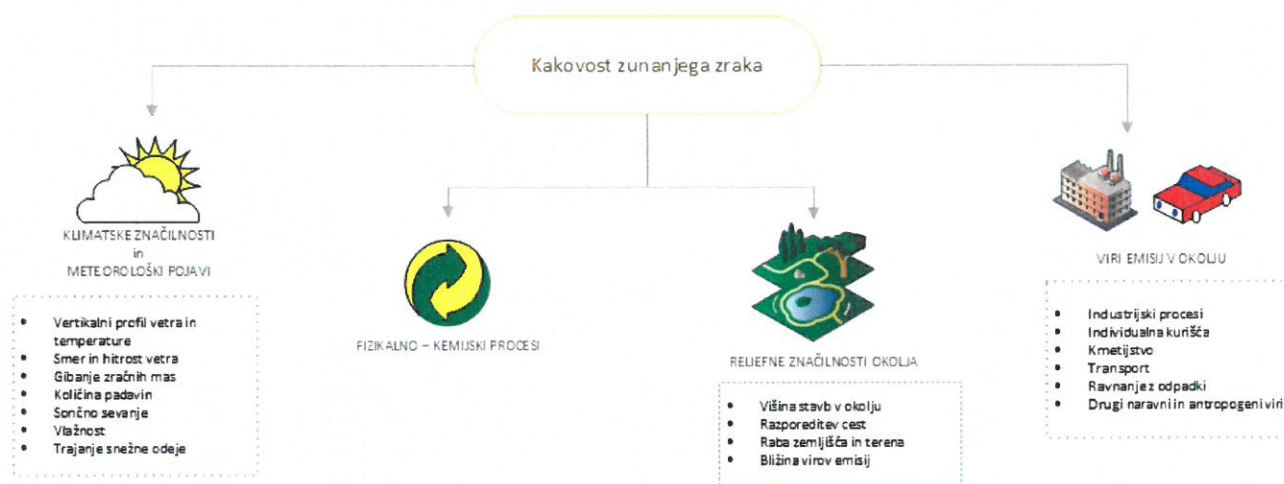 Kakovost zunanjega zraka
KLIMATSKE ZNAČILNOSTI
in
METEOROLOŠKI POJAVI
• Vertikalni profil vetra in
temperature
• Smer in hitrost vetra
• Gibanje zračnih mas
• Količina padavin
• Sončno sevanje
• Vlažnost
• Trajanje snežne odeje
FIZIKALNO – KEMIJSKI PROCESI
RELIEFNE ZNAČILNOSTI OKOLJA
• Višina stavb v okolju
• Razporeditev cest
• Raba zemljišča in terena
• Bližina virov emisij
VIRI EMISIJ V OKOLJU
• Industrijski procesi
• Individualna kurišča
• Kmetijstvo
• Transport
• Ravnanje z odpadki
• Drugi naravni in antropogeni viri